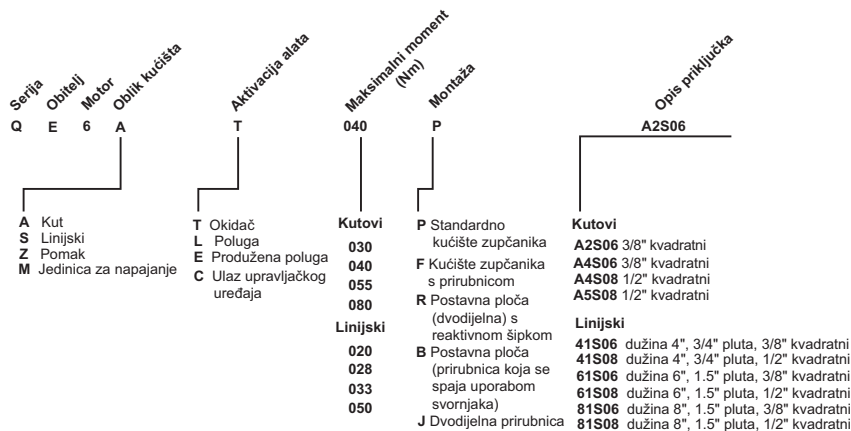 Serija
Obitelj
Motor
Oblik kućišta
Aktivacija alata
Maksimalni moment
(Nm)
Montaža
Opis priključka
Q E 6 A T 040 P A2S06
A Kut
S Linijski
Z Pomak
M Jedinica za napajanje
T Okidač
L Poluga
E Produžena poluga
C Ulaz upravljačkog
uređaja
Kutovi
030
040
055
080
Linijski
020
028
033
050
P Standardno
kućište zupčanika
F Kućište zupčanika
s prirubnicom
R Postavna ploča
(dvodijelna) s
reaktivnom šipkom
B Postavna ploča
(prirubnica koja se
spaja uporabom
svornjaka)
J Dvodijelna prirubnica
Kutovi
A2S06 3/8" kvadratni
A4S06 3/8" kvadratni
A4S08 1/2" kvadratni
A5S08 1/2" kvadratni
Linijski
41S06 dužina 4", 3/4" pluta, 3/8" kvadratni
41S08 dužina 4", 3/4" pluta, 1/2" kvadratni
61S06 dužina 6", 1.5" pluta, 3/8" kvadratni
61S08 dužina 6", 1.5" pluta, 1/2" kvadratni
81S06 dužina 8", 1.5" pluta, 3/8" kvadratni
81S08 dužina 8", 1.5" pluta, 1/2" kvadratni